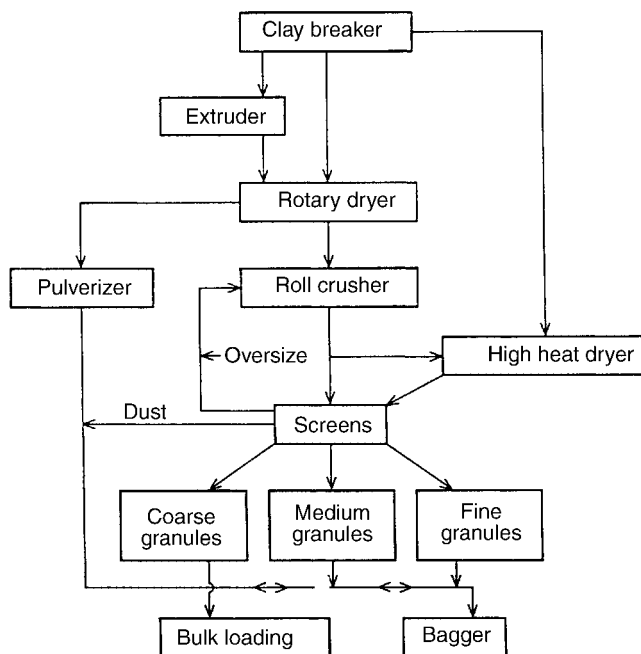 Clay breaker
Extruder
Rotary dryer
Pulverizer
Roll crusher
Oversize
High heat dryer
Dust
Screens
Coarse
granules
Medium
granules
Fine
granules
Bulk loading
Bagger